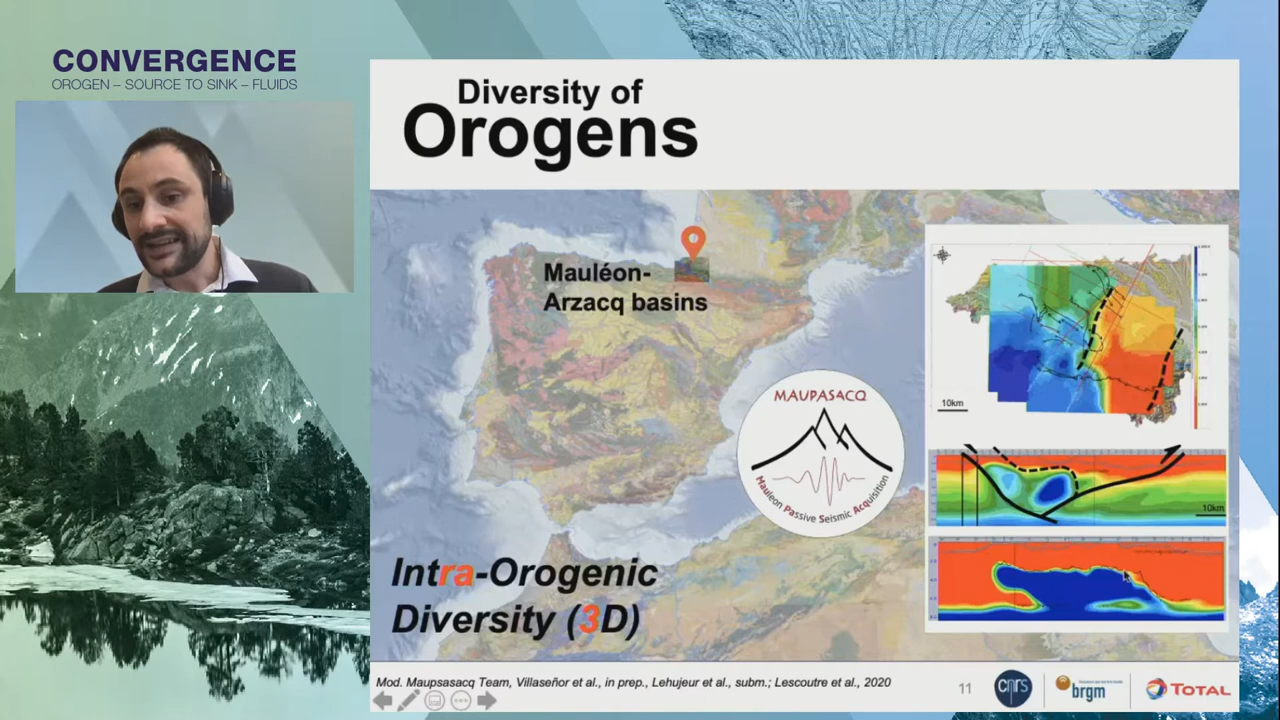 CONVERGENCE
OROGEN – SOURCE TO SINK – FLUIDS
Diversity of
Orogens
Mauléon-
Arzacq basins
MAUPASACQ
Mauleon Passive Seismic Acquisition
10km
10km
Intra-Orogenic
Diversity (3D)
Mod. Maupsasacq Team, Villaseñor et al., in prep., Lehujeur et al., subm.; Lescoutre et al., 2020
11
cnrs
brgm
TOTAL